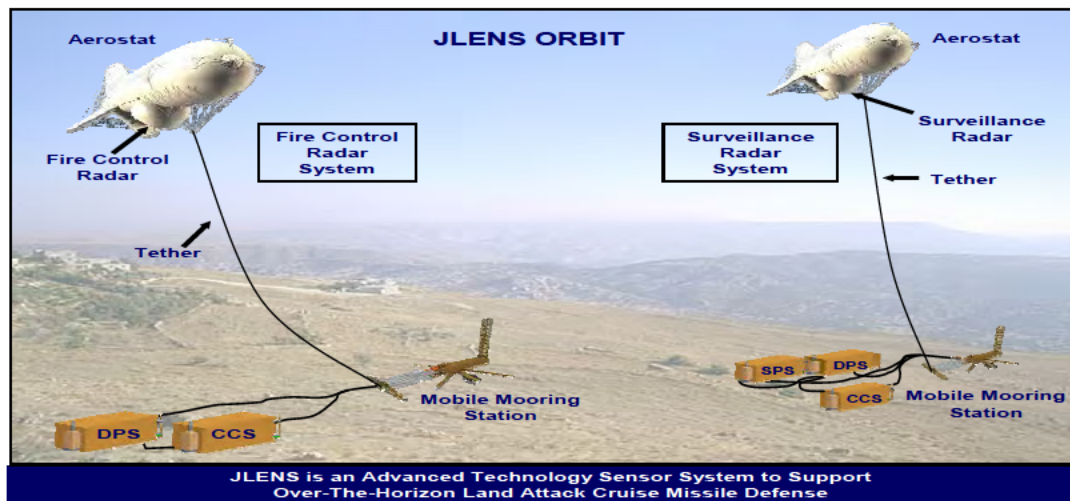 JLENS ORBIT
Aerostat
Fire Control
Radar
Fire Control
Radar
System
Tether
Mobile Mooring
Station
DPS
CCS
Aerostat
Surveillance
Radar
Surveillance
Radar
System
Tether
SPS
DPS
CCS
Mobile Mooring
Station
JLENS is an Advanced Technology Sensor System to Support
Over-The-Horizon Land Attack Cruise Missile Defense